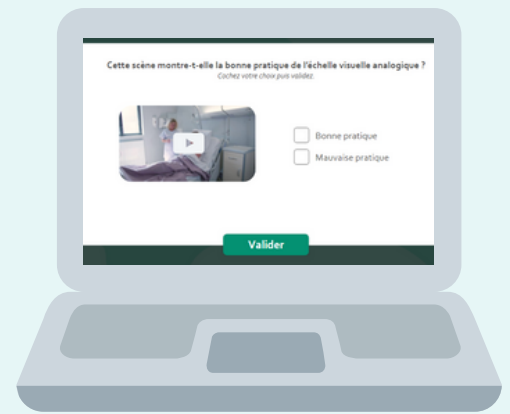 Cette scène montre-t-elle la bonne pratique de l'échelle visuelle analogique ?
Cochez votre choix puis validez.
Bonne pratique
Mauvaise pratique
Valider